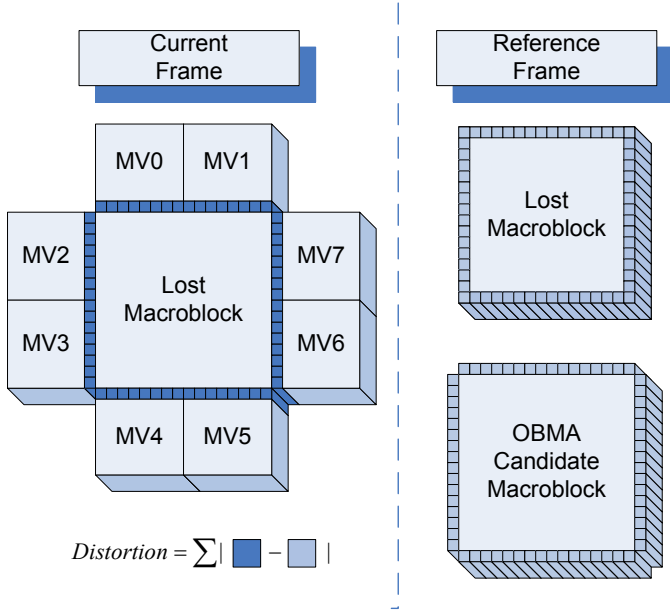 Current
Frame
Reference
Frame
MV0
MV1
MV2
MV3
Lost
Macroblock
MV7
MV6
MV4
MV5
Distortion = ∑| - |
Lost
Macroblock
OBMA
Candidate
Macroblock